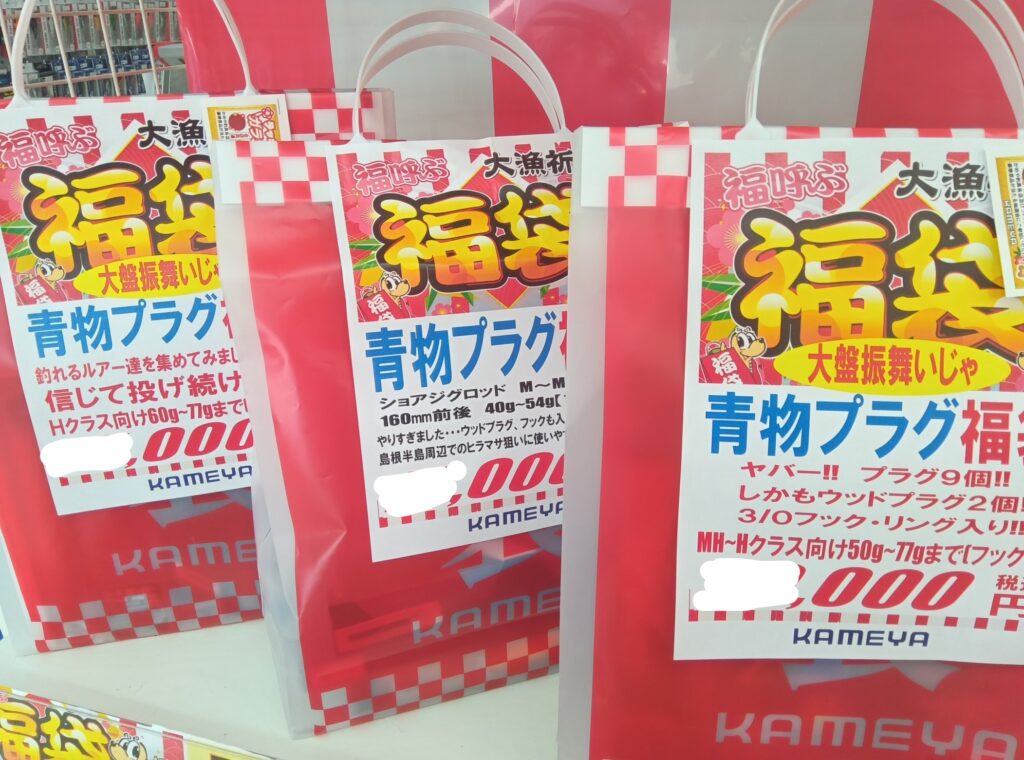 福呼ぶ
大漁
福袋
福袋
大盤振舞いじゃ
青物プラグ
釣れるルアー達を集めてみまし
信じて投げ続け
Hクラス向け60g~77gまで
000
KAMEYA
KAME
福呼ぶ
大漁祈
福袋
福袋
青物プラグ
ショアジグロッド M~M
160mm前後 40g~54g
やりすぎました・・・ウッドプラグ、フックも入
島根半島周辺でのヒラマサ狙いに使いや
,000
KAMEYA
KAMEY
福呼ぶ
大漁
福袋
福袋
大盤振舞いじゃ
青物プラグ福袋
ヤバー!! プラグ9個!!
しかもウッドプラグ2個!
3/0フック・リング入り!!
MH~Hクラス向け50g~77gまで(フック
,000
円
KAMEYA
KAMEYA
福袋